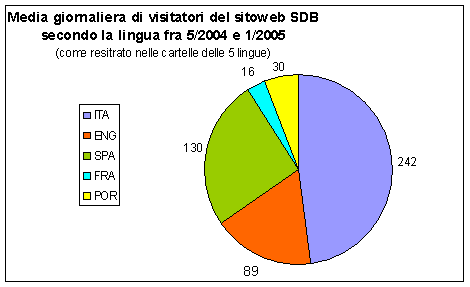 Media giornaliera di visitatori del sitoweb SDB
secondo la lingua fra 5/2004 e 1/2005
(corre resitrato nelle cartelle delle 5 lingue)
16
30
ITA
ENG
SPA
FRA
POR
130
242
89